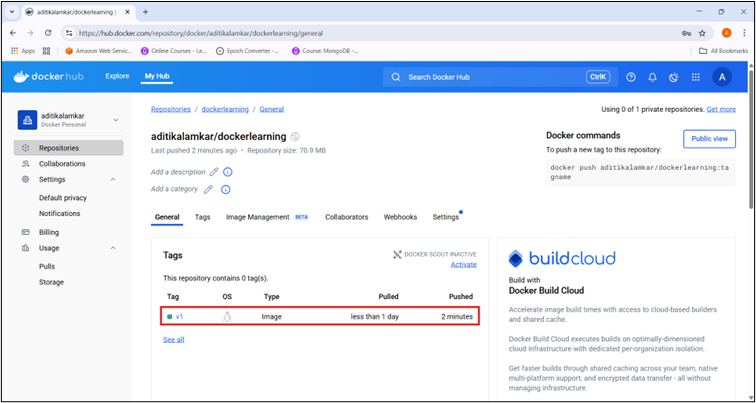 aditikalamkar/dockerlearning |
https://hub.docker.com/repository/docker/aditikalamkar/dockerlearning/general
Apps
Amazon Web Servic...
Online Courses - Le...
Epoch Converter -...
Course: MongoDB -...
All Bookmarks
dockerhub
Explore
My Hub
Search Docker Hub
CtrlK
A
aditikalamkar
Docker Personal
Repositories
Collaborations
Settings
Default privacy
Notifications
Billing
Usage
Pulls
Storage
Repositories / dockerlearning / General
Using 0 of 1 private repositories. Get more
aditikalamkar/dockerlearning
Last pushed 2 minutes ago • Repository size: 70.9 MB
Add a description
Add a category
Docker commands
Public view
To push a new tag to this repository:
docker push aditikalamkar/dockerlearning:ta
gname
General Tags Image Management BETA Collaborators Webhooks Settings
Tags
DOCKER SCOUT INACTIVE
Activate
This repository contains 0 tag(s).
Tag OS Type Pulled Pushed
v1 Image less than 1 day 2 minutes
See all
buildcloud
Build with
Docker Build Cloud
Accelerate image build times with access to cloud-based builders
and shared cache.
Docker Build Cloud executes builds on optimally-dimensioned
cloud infrastructure with dedicated per-organization isolation.
Get faster builds through shared caching across your team, native
multi-platform support, and encrypted data transfer - all without
managing infrastructure.